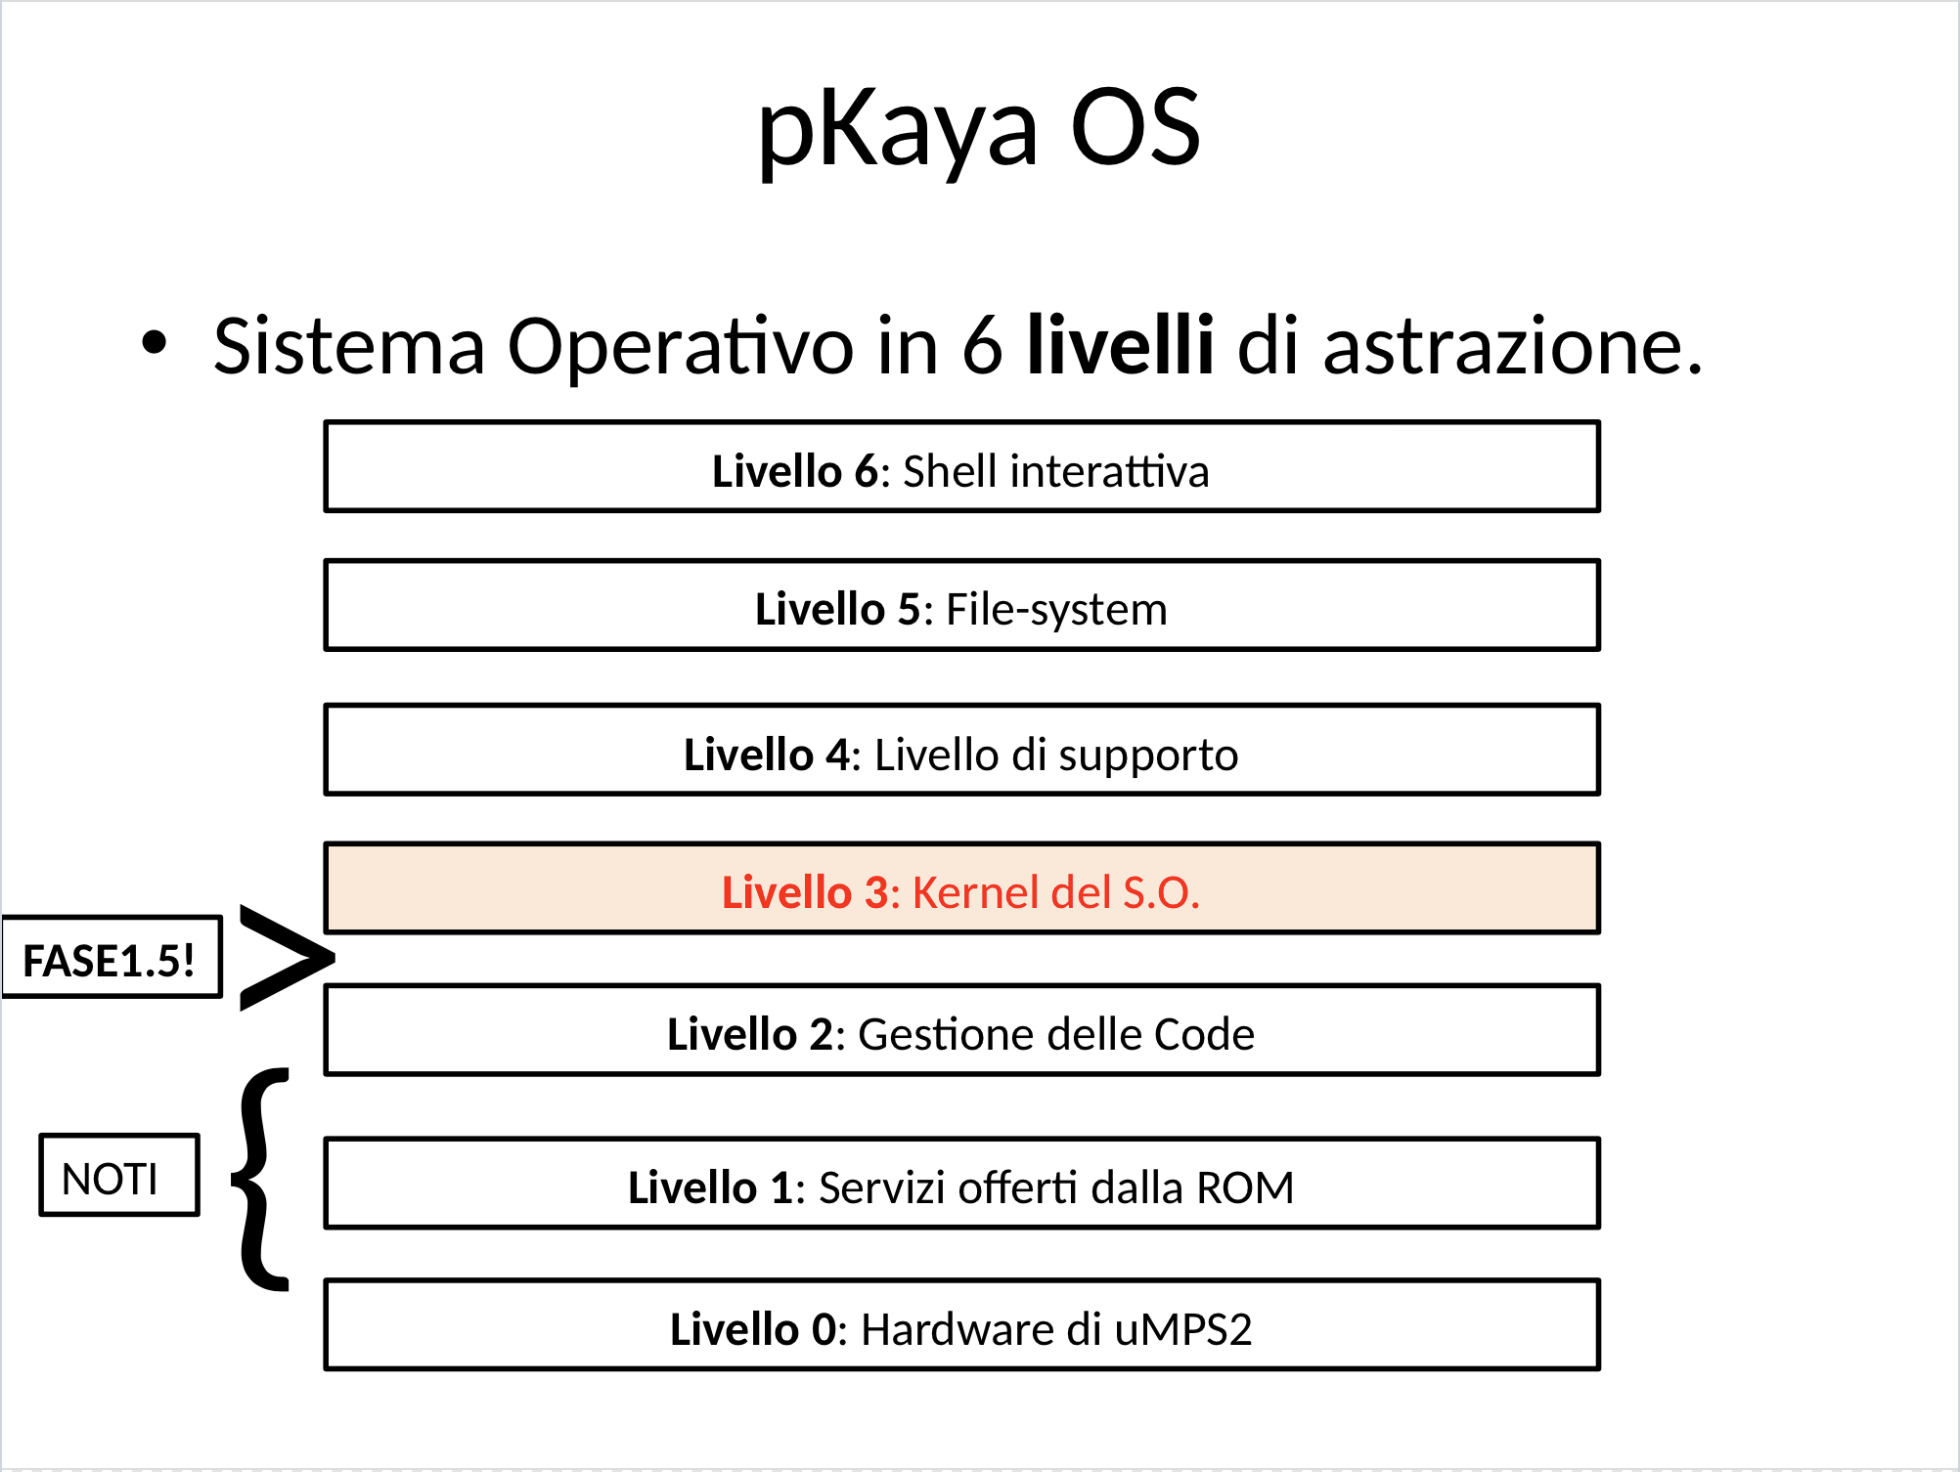 pKaya OS
• Sistema Operativo in 6 livelli di astrazione.
Livello 6: Shell interattiva
Livello 5: File-system
Livello 4: Livello di supporto
Livello 3: Kernel del S.O.
FASE1.5! >
Livello 2: Gestione delle Code
NOTI {
Livello 1: Servizi offerti dalla ROM
Livello 0: Hardware di uMPS2